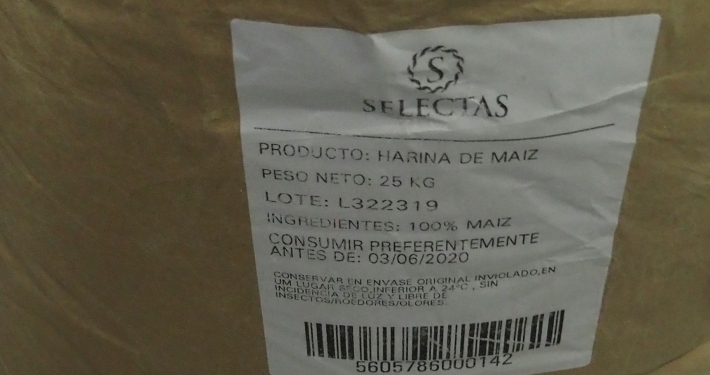 S
SELECTAS
PRODUCTO: HARINA DE MAIZ
PESO NETO: 25 KG
LOTE: L322319
INGREDIENTES: 100% MAIZ
CONSUMIR PREFERENTEMENTE
ANTES DE: 03/06/2020
CONSERVAR EN ENVASE ORIGINAL INVIOLADO,EN
UM LUGAR SECO,INFERIOR A 24ºC , SIN
INCIDENCIA DE LUZ Y LIBRE DE
INSECTOS/ROEDORES/OLORES.
5605786000142